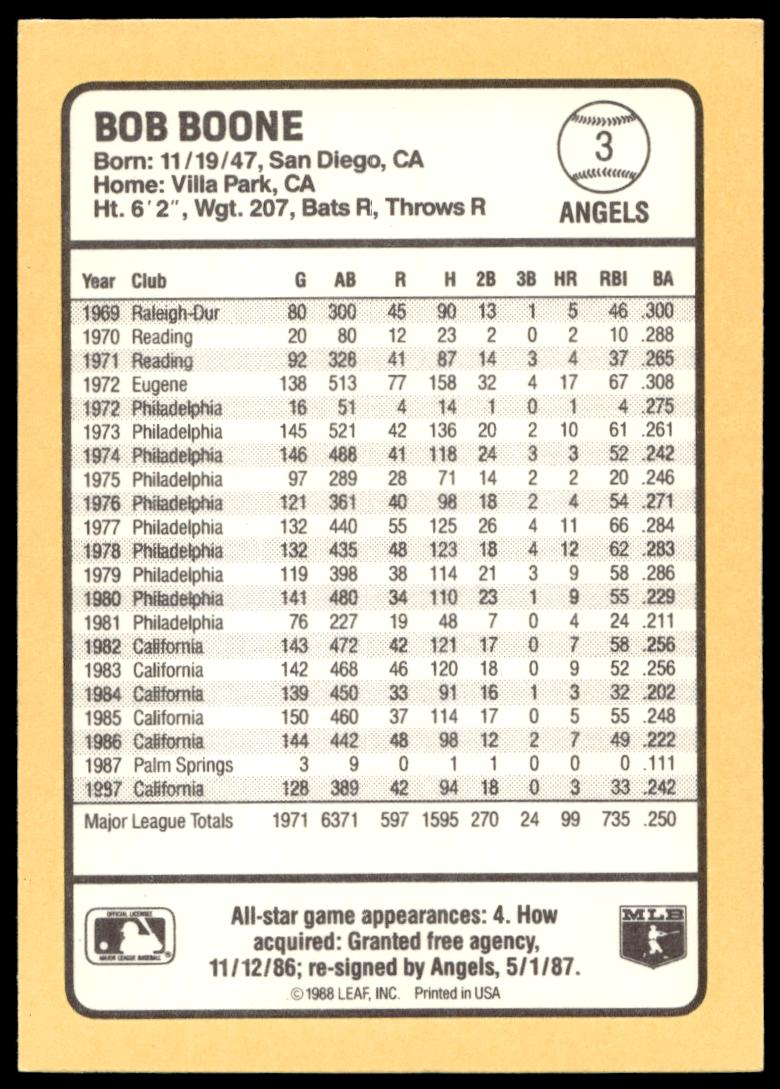 BOB BOONE
Born: 11/19/47, San Diego, CA
Home: Villa Park, CA
Ht. 6'2", Wgt. 207, Bats R, Throws R
3
ANGELS
Year Club G AB R H 2B 3B HR RBI BA
1969 Raleigh-Dur 80 300 45 90 13 1 5 46 .300
1970 Reading 20 80 12 23 2 0 2 10 .288
1971 Reading 92 328 41 87 14 3 4 37 .265
1972 Eugene 138 513 77 158 32 4 17 67 .308
1972 Philadelphia 16 51 4 14 1 0 1 4 .275
1973 Philadelphia 145 521 42 136 20 2 10 61 .261
1974 Philadelphia 146 488 41 118 24 3 3 52 .242
1975 Philadelphia 97 289 28 71 14 2 2 20 .246
1976 Philadelphia 121 361 40 98 18 2 4 54 .271
1977 Philadelphia 132 440 55 125 26 4 11 66 .284
1978 Philadelphia 132 435 48 123 18 4 12 62 .283
1979 Philadelphia 119 398 38 114 21 3 9 58 .286
1980 Philadelphia 141 480 34 110 23 1 9 55 .229
1981 Philadelphia 76 227 19 48 7 0 4 24 .211
1982 California 143 472 42 121 17 0 7 58 .256
1983 California 142 468 46 120 18 0 9 52 .256
1984 California 139 450 33 91 16 1 3 32 .202
1985 California 150 460 37 114 17 0 5 55 .248
1986 California 144 442 48 98 12 2 7 49 .222
1987 Palm Springs 3 9 0 1 1 0 0 0 .111
1987 California 128 389 42 94 18 0 3 33 .242
Major League Totals 1971 6371 597 1595 270 24 99 735 .250
OFFICIAL LICENSEE
MAJOR LEAGUE BASEBALL
All-star game appearances: 4. How
acquired: Granted free agency,
11/12/86; re-signed by Angels, 5/1/87.
© 1988 LEAF, INC. Printed in USA
MLB